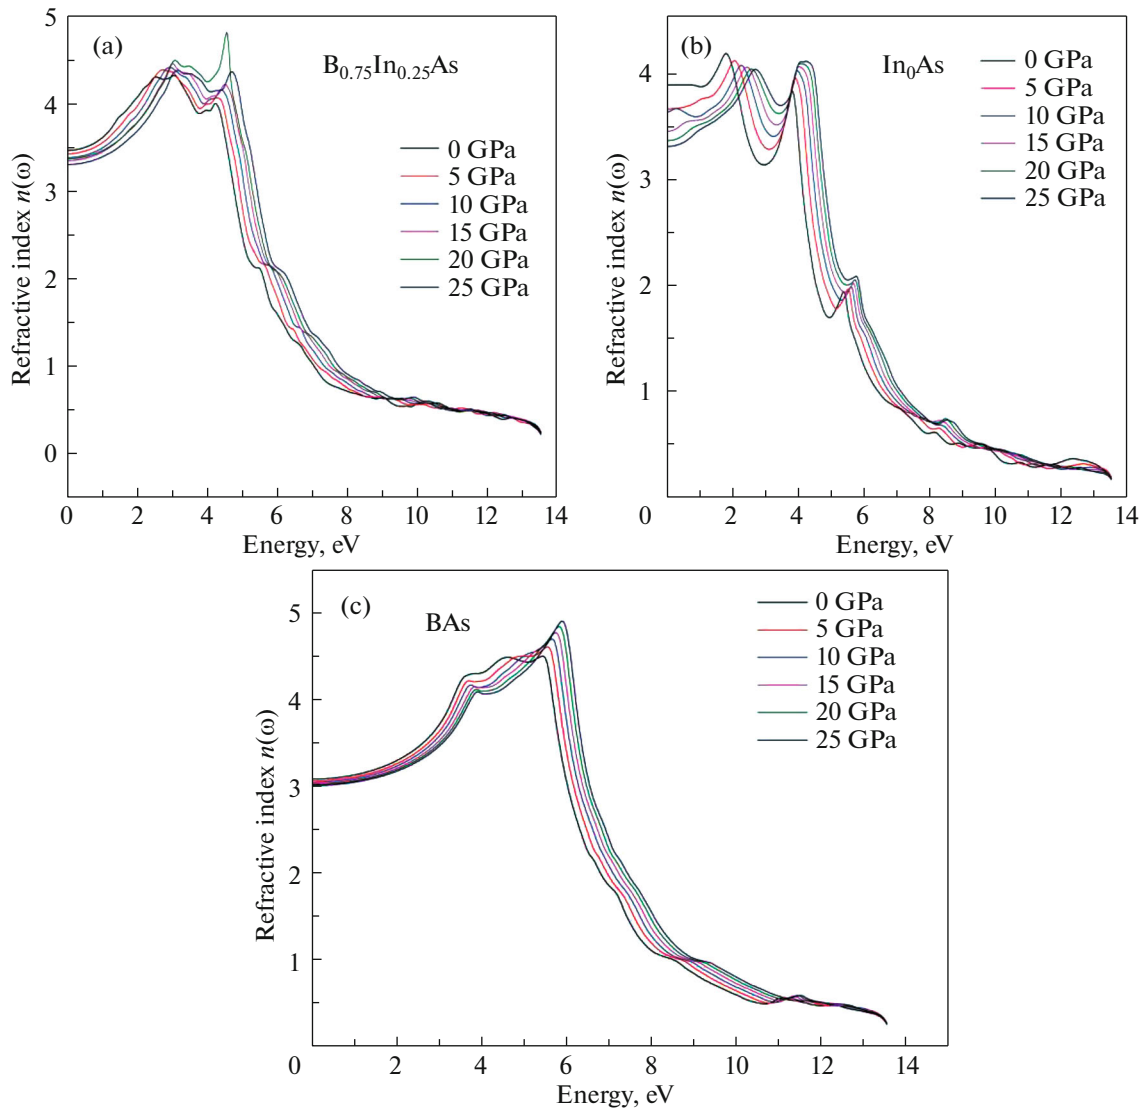 (a)
B0.75In0.25As
0 GPa
5 GPa
10 GPa
15 GPa
20 GPa
25 GPa
Refractive index n(ω)
5
4
3
2
1
0
0 2 4 6 8 10 12 14
Energy, eV
(b)
In0As
0 GPa
5 GPa
10 GPa
15 GPa
20 GPa
25 GPa
Refractive index n(ω)
4
3
2
1
0 2 4 6 8 10 12 14
Energy, eV
(c)
BAs
0 GPa
5 GPa
10 GPa
15 GPa
20 GPa
25 GPa
Refractive index n(ω)
5
4
3
2
1
0 0 2 4 6 8 10 12 14
Energy, eV